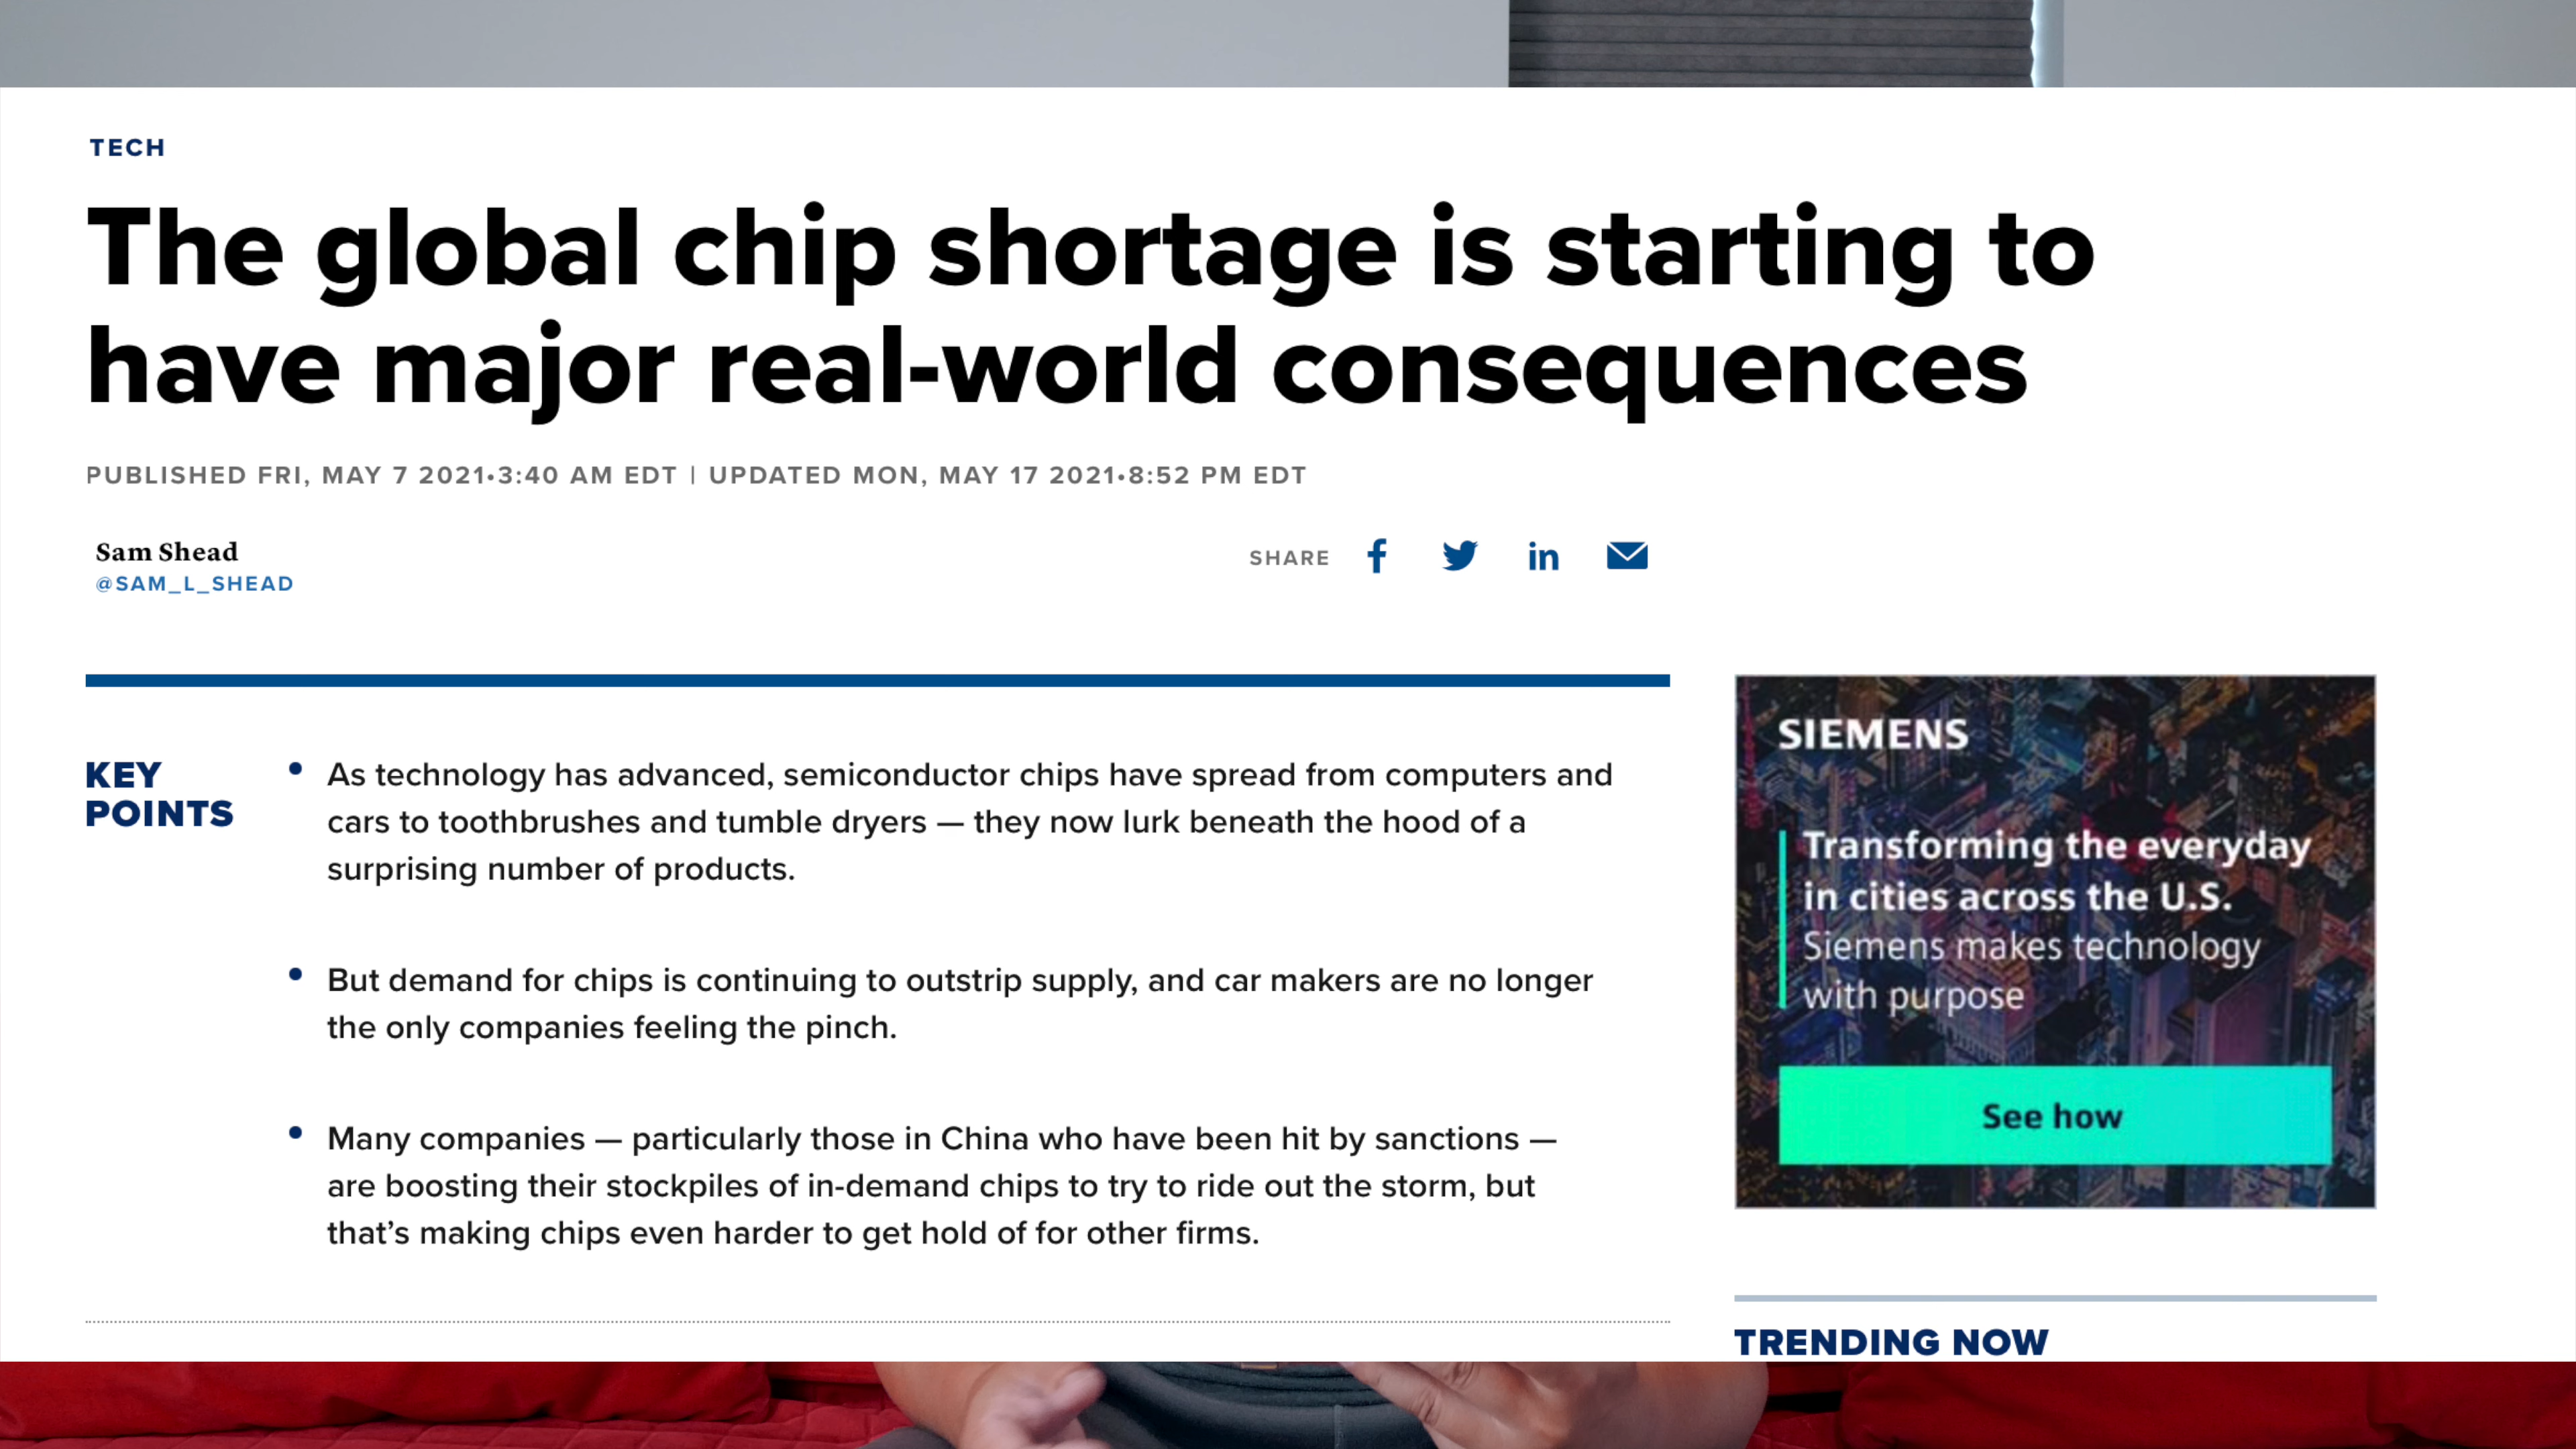 TECH
The global chip shortage is starting to
have major real-world consequences
PUBLISHED FRI, MAY 7 2021•3:40 AM EDT | UPDATED MON, MAY 17 2021•8:52 PM EDT
Sam Shead
@SAM_L_SHEAD
SHARE
KEY
POINTS
• As technology has advanced, semiconductor chips have spread from computers and
cars to toothbrushes and tumble dryers — they now lurk beneath the hood of a
surprising number of products.
• But demand for chips is continuing to outstrip supply, and car makers are no longer
the only companies feeling the pinch.
• Many companies — particularly those in China who have been hit by sanctions —
are boosting their stockpiles of in-demand chips to try to ride out the storm, but
that’s making chips even harder to get hold of for other firms.
SIEMENS
Transforming the everyday
in cities across the U.S.
Siemens makes technology
with purpose
See how
TRENDING NOW